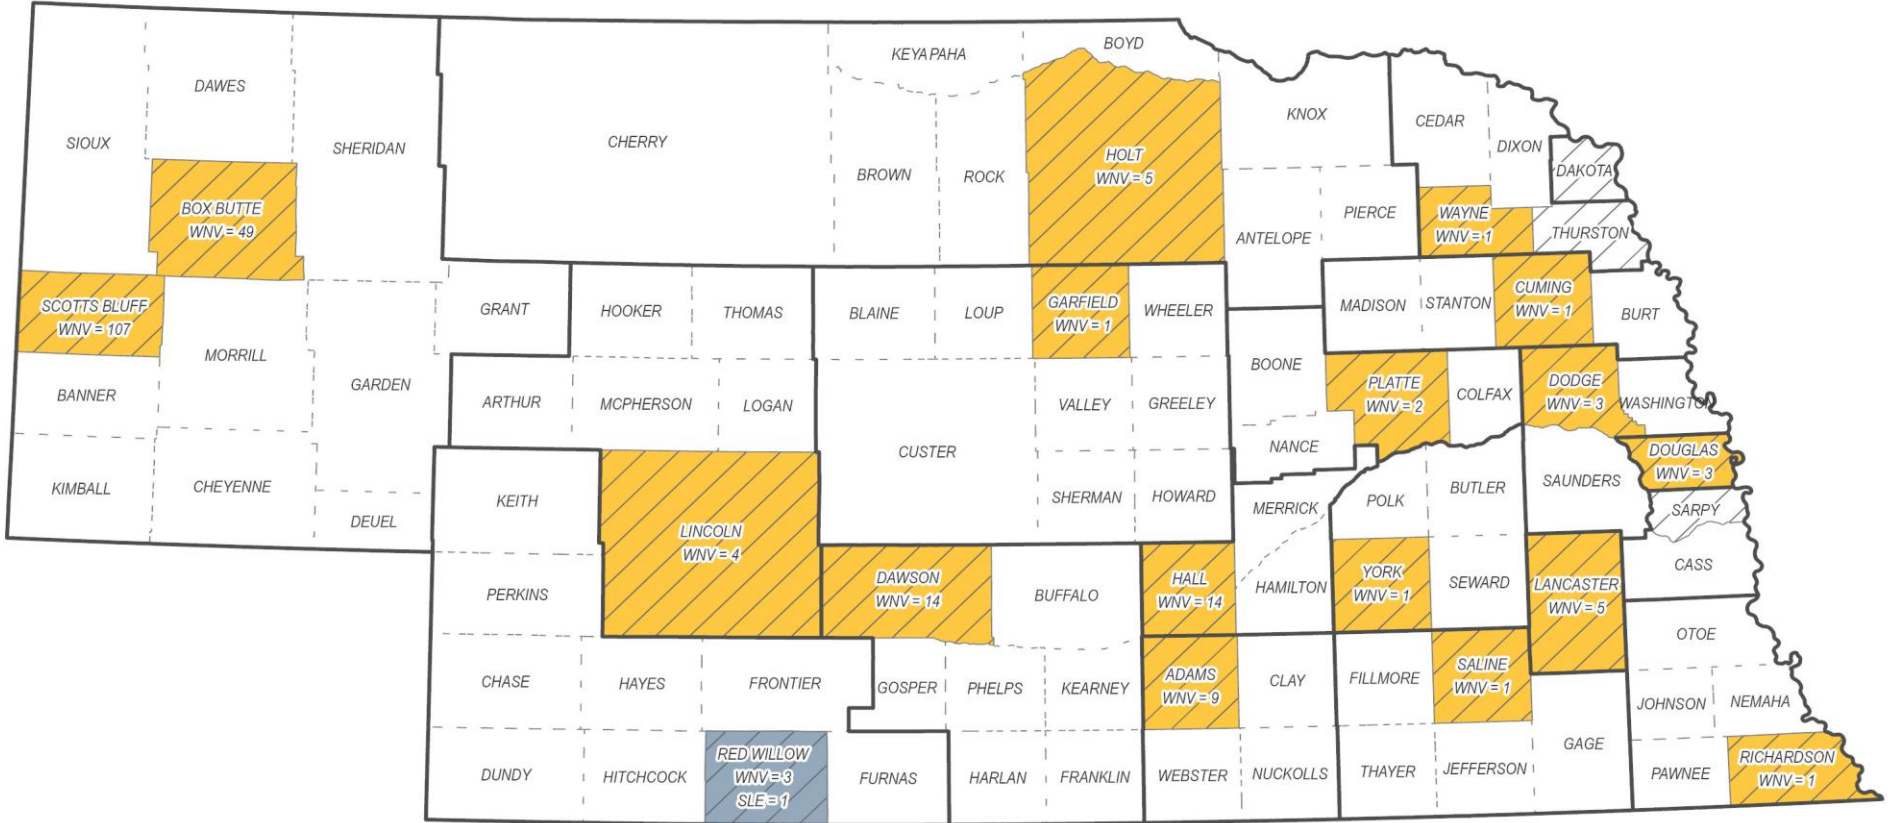 SIOUX
DAWES
SHERIDAN
BOX BUTTE
WNV = 49
SCOTTS BLUFF
WNV = 107
MORRILL
BANNER
GARDEN
KIMBALL
CHEYENNE
DEUEL
CHERRY
KEYA PAHA
BROWN
ROCK
BOYD
HOLT
WNV = 5
KNOX
ANTELOPE
PIERCE
CEDAR
DIXON
DAKOTA
WAYNE
WNV = 1
THURSTON
GRANT
HOOKER
THOMAS
BLAINE
LOUP
GARFIELD
WNV = 1
WHEELER
MADISON
STANTON
CUMING
WNV = 1
BURT
ARTHUR
MCPHERSON
LOGAN
CUSTER
VALLEY
GREELEY
BOONE
NANCE
PLATTE
WNV = 2
COLFAX
DODGE
WNV = 3
WASHINGTON
DOUGLAS
WNV = 3
SARPY
KEITH
LINCOLN
WNV = 4
SHERMAN
HOWARD
MERRICK
POLK
BUTLER
SAUNDERS
PERKINS
DAWSON
WNV = 14
BUFFALO
HALL
WNV = 14
HAMILTON
YORK
WNV = 1
SEWARD
LANCASTER
WNV = 5
CASS
OTOE
CHASE
HAYES
FRONTIER
GOSPER
PHELPS
KEARNEY
ADAMS
WNV = 9
CLAY
FILLMORE
SALINE
WNV = 1
JOHNSON
NEMAHA
DUNDY
HITCHCOCK
RED WILLOW
WNV = 3
SLE = 1
FURNAS
HARLAN
FRANKLIN
WEBSTER
NUCKOLLS
THAYER
JEFFERSON
GAGE
PAWNEE
RICHARDSON
WNV = 1